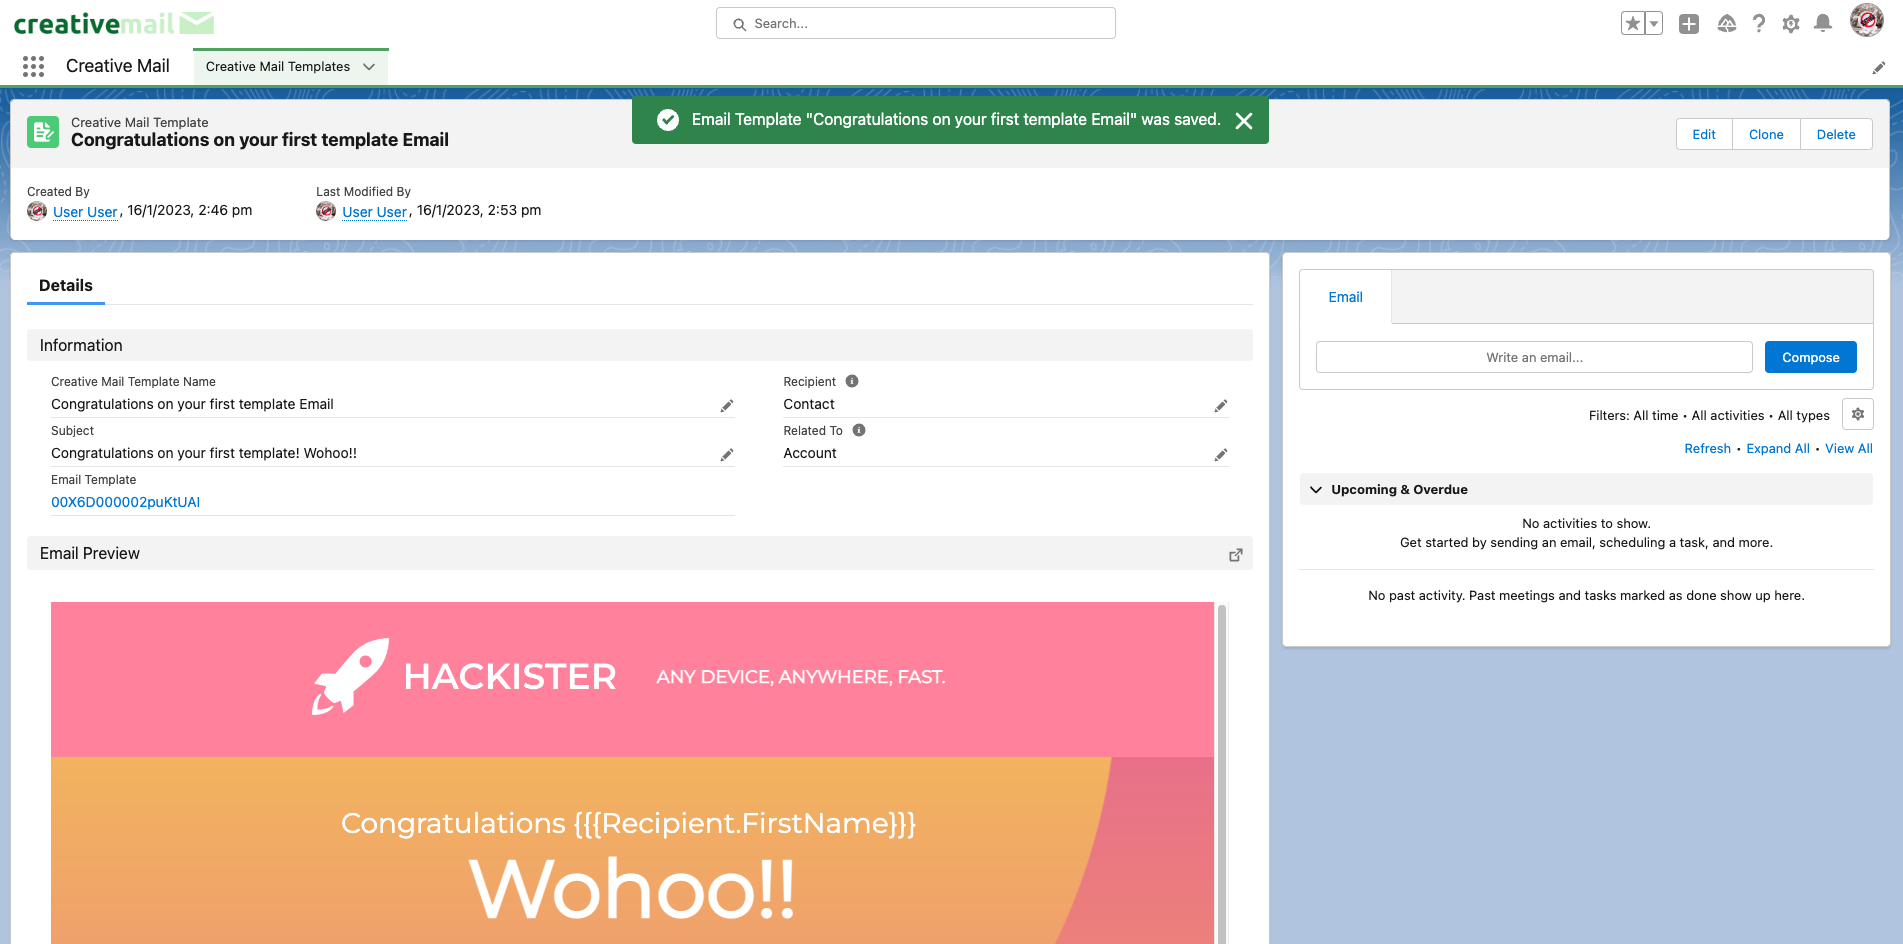 creativemail
Search...
Creative Mail
Creative Mail Templates
Email Template "Congratulations on your first template Email" was saved.
Creative Mail Template
Congratulations on your first template Email
Edit
Clone
Delete
Created By
User User, 16/1/2023, 2:46 pm
Last Modified By
User User, 16/1/2023, 2:53 pm
Details
Information
Creative Mail Template Name
Congratulations on your first template Email
Recipient
Contact
Subject
Congratulations on your first template! Wohoo!!
Related To
Account
Email Template
00X6D000002puKtUAI
Email Preview
HACKISTER
ANY DEVICE, ANYWHERE, FAST.
Congratulations {{{Recipient.FirstName}}}
Wohoo!!
Email
Write an email...
Compose
Filters: All time • All activities • All types
Refresh • Expand All • View All
Upcoming & Overdue
No activities to show.
Get started by sending an email, scheduling a task, and more.
No past activity. Past meetings and tasks marked as done show up here.